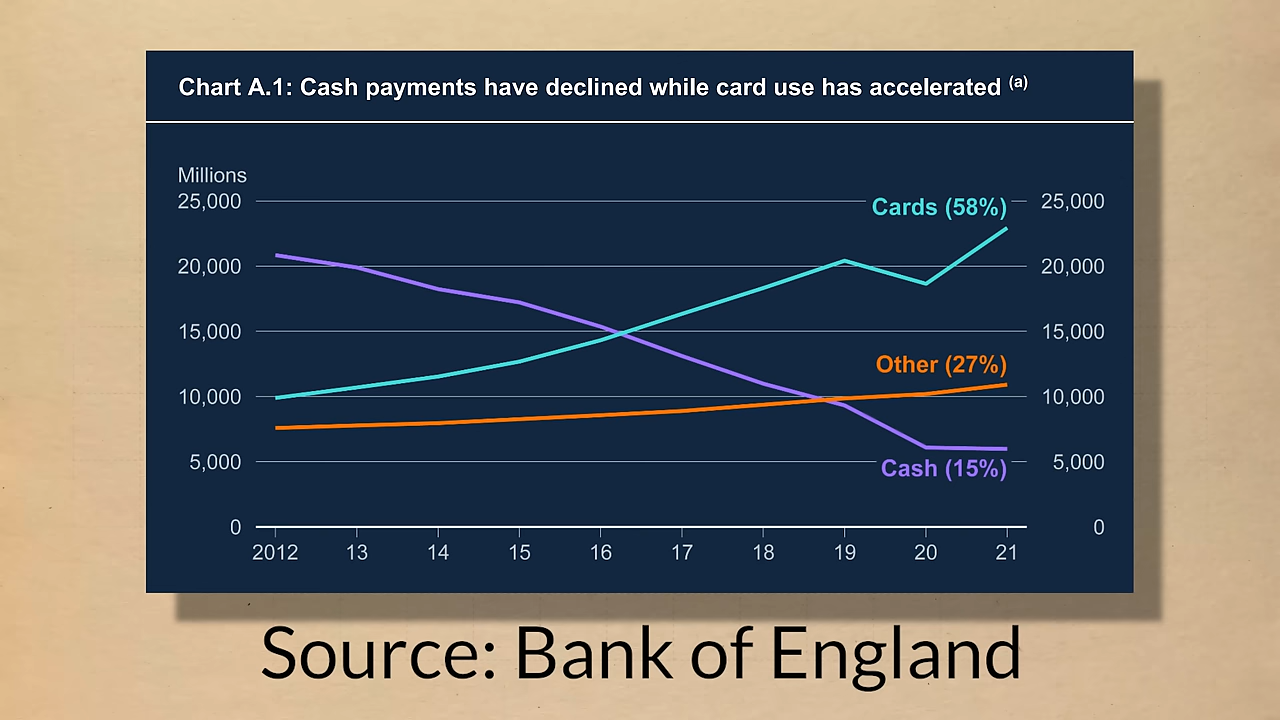 Chart A.1: Cash payments have declined while card use has accelerated (a)
Millions
25,000 Cards (58%) 25,000
20,000 20,000
15,000 15,000
Other (27%)
10,000 10,000
5,000 Cash (15%) 5,000
0 0
2012 13 14 15 16 17 18 19 20 21
Source: Bank of England